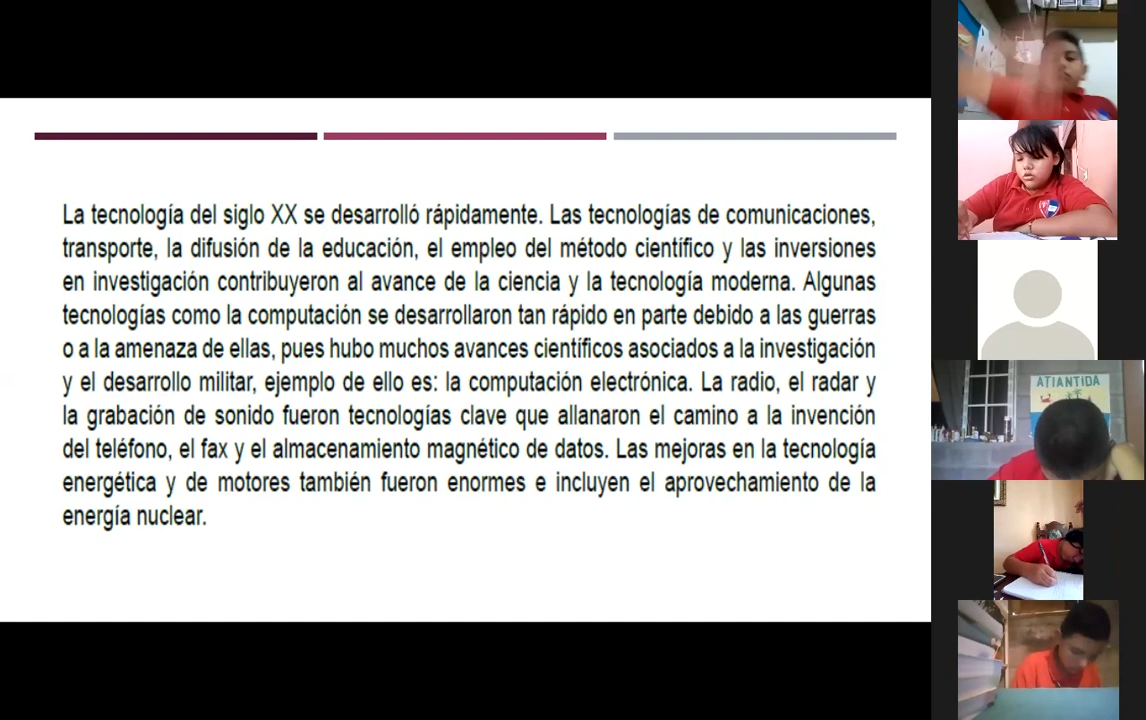 La tecnología del siglo XX se desarrolló rápidamente. Las tecnologías de comunicaciones,
transporte, la difusión de la educación, el empleo del método científico y las inversiones
en investigación contribuyeron al avance de la ciencia y la tecnología moderna. Algunas
tecnologías como la computación se desarrollaron tan rápido en parte debido a las guerras
o a la amenaza de ellas, pues hubo muchos avances científicos asociados a la investigación
y el desarrollo militar, ejemplo de ello es: la computación electrónica. La radio, el radar y
la grabación de sonido fueron tecnologías clave que allanaron el camino a la invención
del teléfono, el fax y el almacenamiento magnético de datos. Las mejoras en la tecnología
energética y de motores también fueron enormes e incluyen el aprovechamiento de la
energía nuclear.
ATIANTIDA